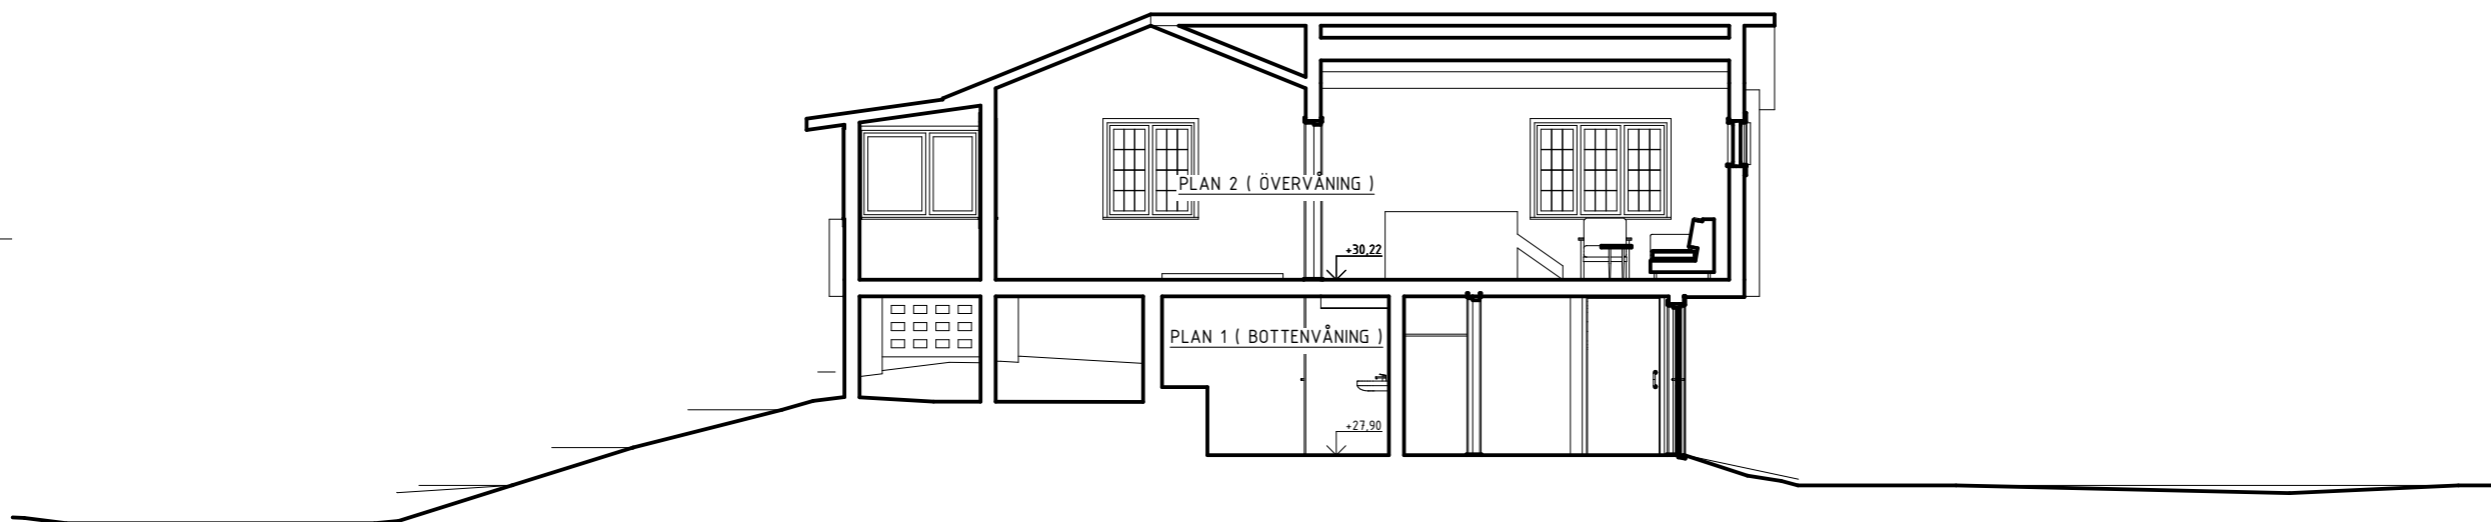 PLAN 2 ( ÖVERVÅNING )
+30,22
PLAN 1 ( BOTTENVÅNING )
+27,90